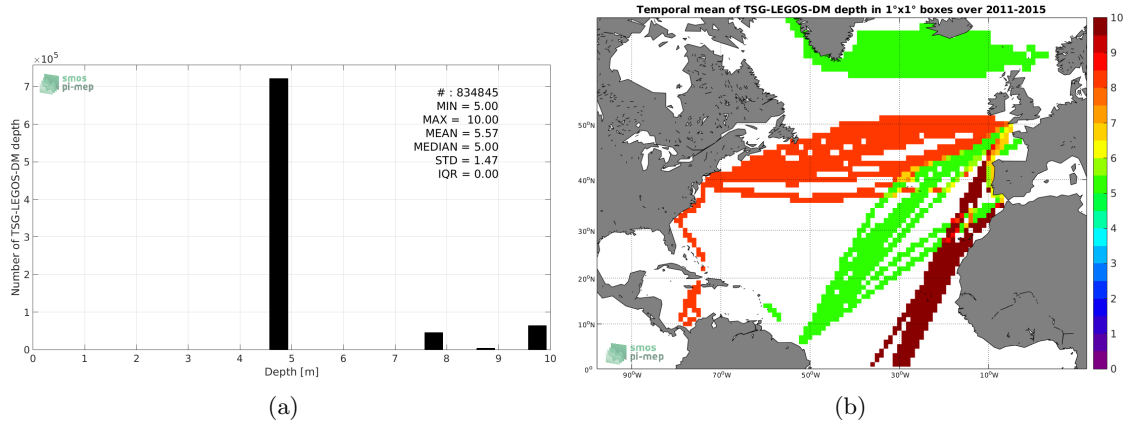 ×10⁵
smos
pi-mep
# : 834845
MIN = 5.00
MAX = 10.00
MEAN = 5.57
MEDIAN = 5.00
STD = 1.47
IQR = 0.00
Number of TSG-LEGOS-DM depth
7
6
5
4
3
2
1
0
0 1 2 3 4 5 6 7 8 9 10
Depth [m]
(a)
Temporal mean of TSG-LEGOS-DM depth in 1°x1° boxes over 2011-2015
50°N
40°N
30°N
20°N
10°N
0°
90°W 70°W 50°W 30°W 10°W
smos
pi-mep
10
9
8
7
6
5
4
3
2
1
0
(b)